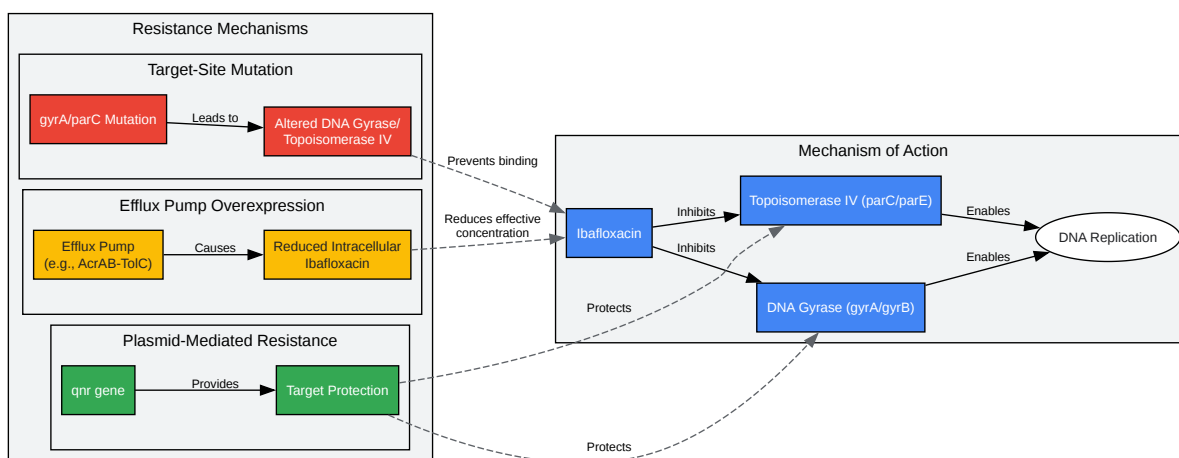 Resistance Mechanisms
Target-Site Mutation
gyrA/parC Mutation
Leads to
Altered DNA Gyrase/
Topoisomerase IV
Efflux Pump Overexpression
Efflux Pump
(e.g., AcrAB-TolC)
Causes
Reduced Intracellular
Ibafloxacin
Plasmid-Mediated Resistance
qnr gene
Provides
Target Protection
Prevents binding
Reduces effective
concentration
Protects
Protects
Mechanism of Action
Ibafloxacin
Inhibits
Inhibits
Topoisomerase IV (parC/parE)
DNA Gyrase (gyrA/gyrB)
Enables
Enables
DNA Replication